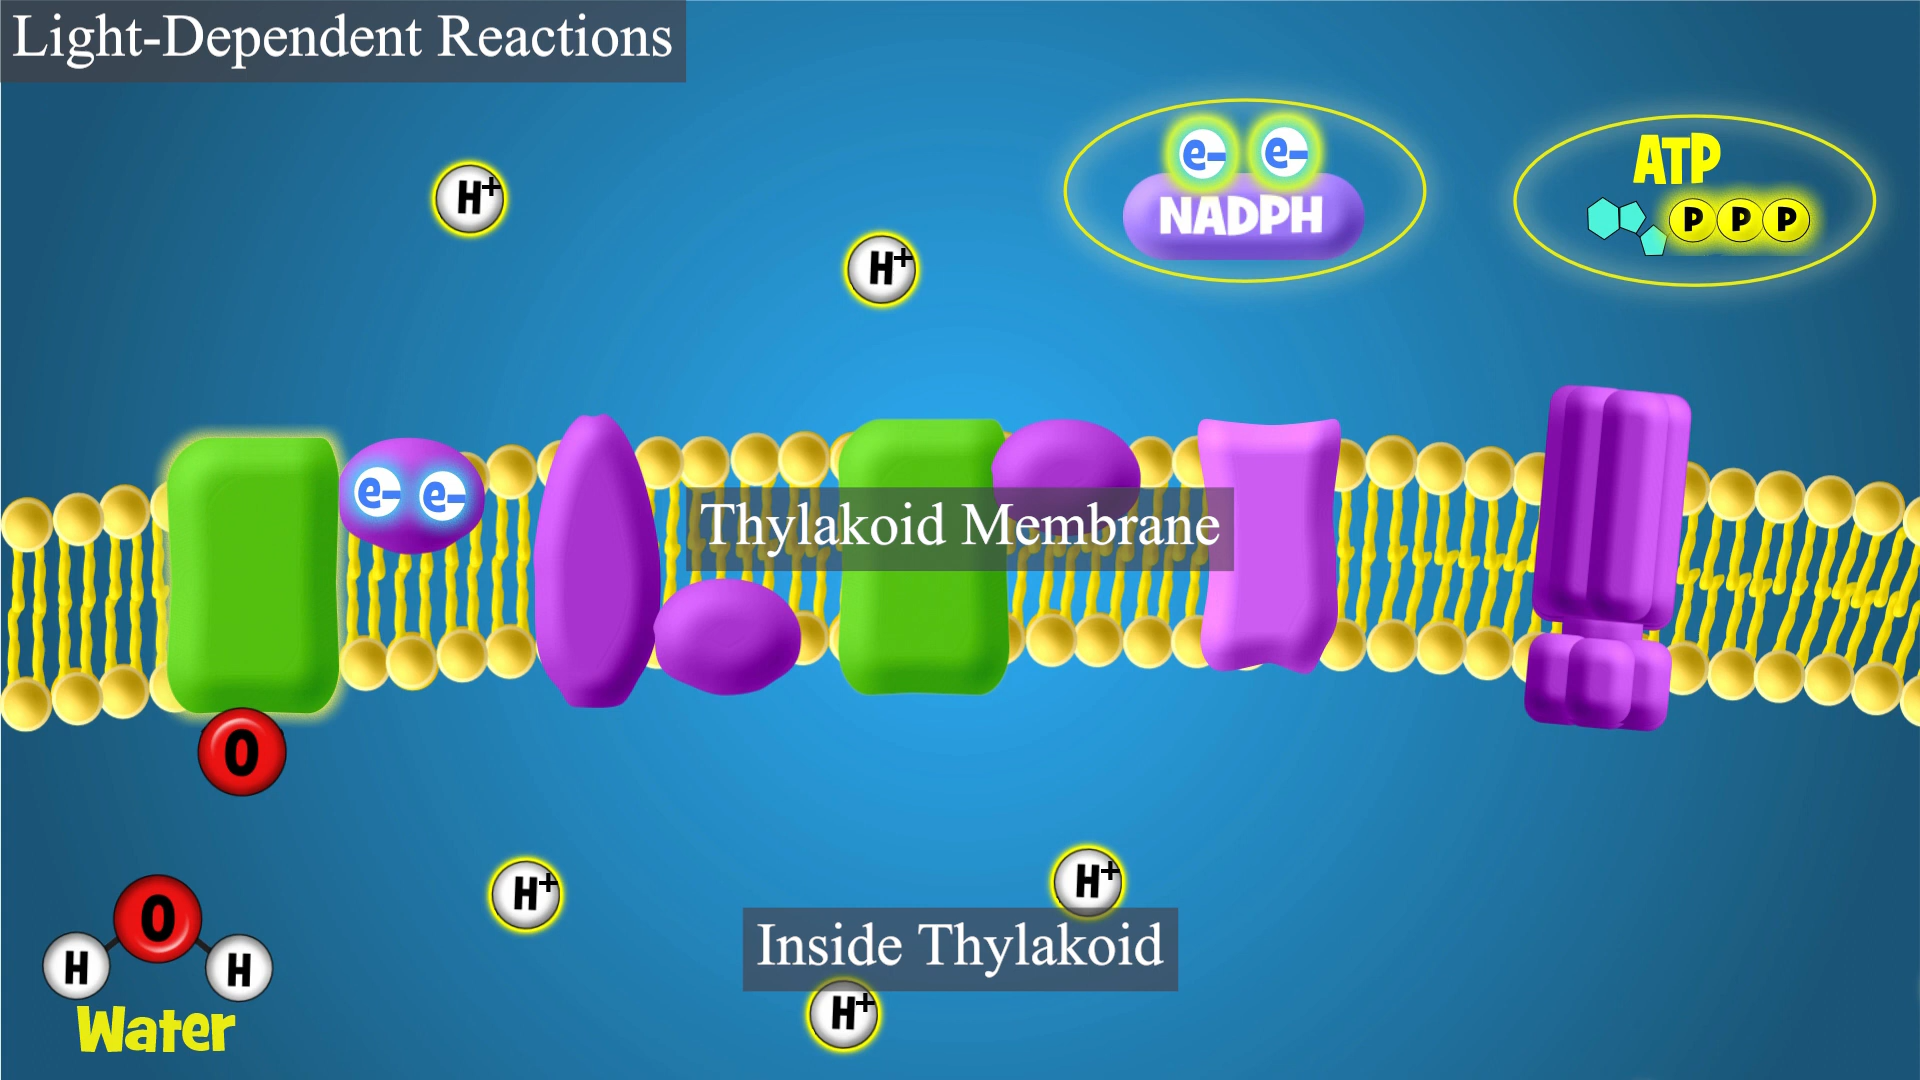 Light-Dependent Reactions
e- e-
NADPH
ATP
P P P
H+
H+
e- e-
Thylakoid Membrane
O
H+
H+
Inside Thylakoid
H+
O
H H
Water